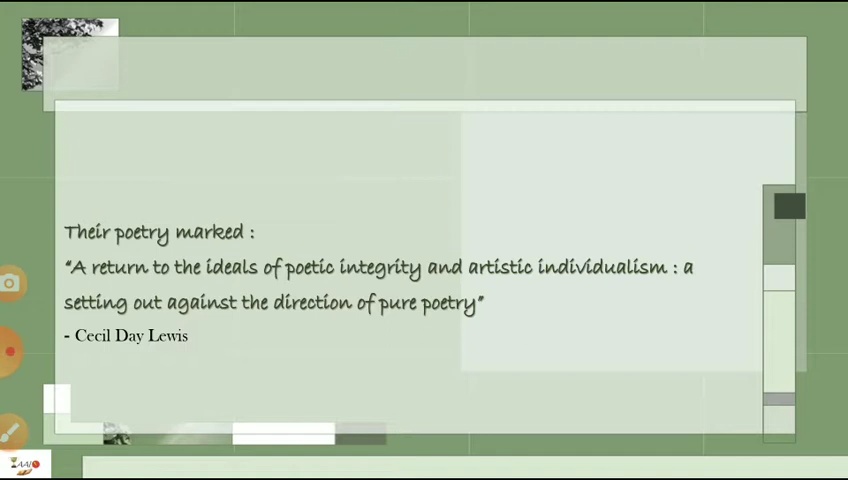 Their poetry marked :
“A return to the ideals of poetic integrity and artistic individualism : a
setting out against the direction of pure poetry”
- Cecil Day Lewis